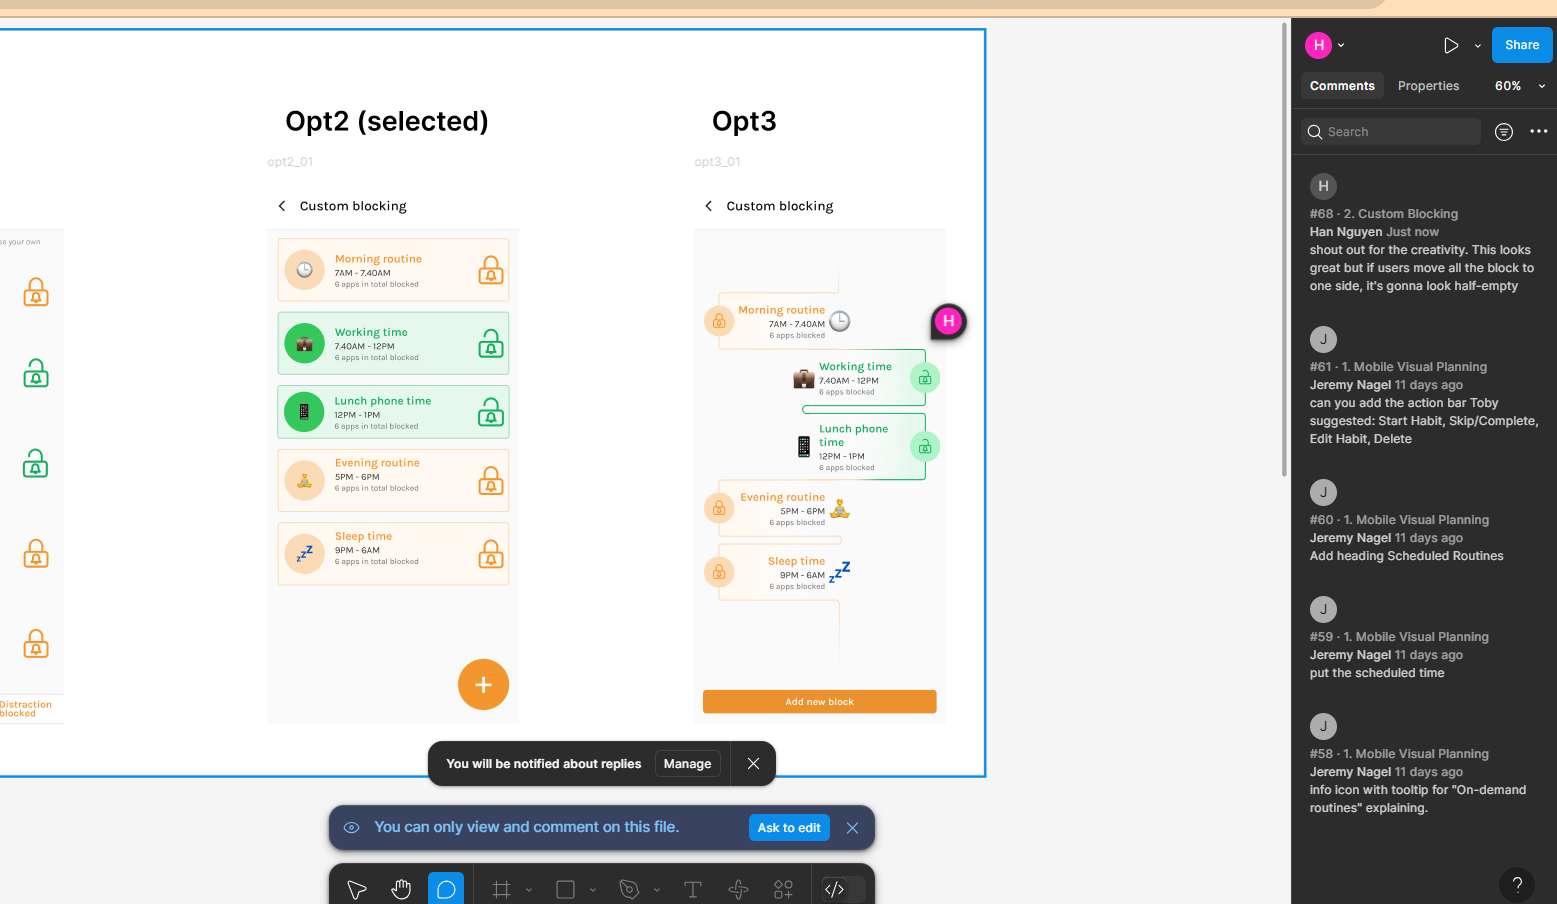 Opt2 (selected)
opt2_01
Custom blocking
Morning routine
7AM - 7.40AM
6 apps in total blocked
Working time
7.40AM - 12PM
6 apps in total blocked
Lunch phone time
12PM - 1PM
6 apps in total blocked
Evening routine
5PM - 6PM
6 apps in total blocked
Sleep time
9PM - 6AM
6 apps in total blocked
+
Opt3
opt3_01
Custom blocking
Morning routine
7AM - 7.40AM
6 apps blocked
Working time
7.40AM - 12PM
6 apps blocked
Lunch phone
time
12PM - 1PM
6 apps blocked
Evening routine
5PM - 6PM
6 apps blocked
Sleep time
9PM - 6AM
6 apps blocked
zzZ
Add new block
H
se your own
Distraction
blocked
You will be notified about replies
Manage
You can only view and comment on this file.
Ask to edit
H
Share
Comments
Properties
60%
Search
H
#68 · 2. Custom Blocking
Han Nguyen Just now
shout out for the creativity. This looks
great but if users move all the block to
one side, it's gonna look half-empty
J
#61 · 1. Mobile Visual Planning
Jeremy Nagel 11 days ago
can you add the action bar Toby
suggested: Start Habit, Skip/Complete,
Edit Habit, Delete
J
#60 · 1. Mobile Visual Planning
Jeremy Nagel 11 days ago
Add heading Scheduled Routines
J
#59 · 1. Mobile Visual Planning
Jeremy Nagel 11 days ago
put the scheduled time
J
#58 · 1. Mobile Visual Planning
Jeremy Nagel 11 days ago
info icon with tooltip for "On-demand
routines" explaining.
?